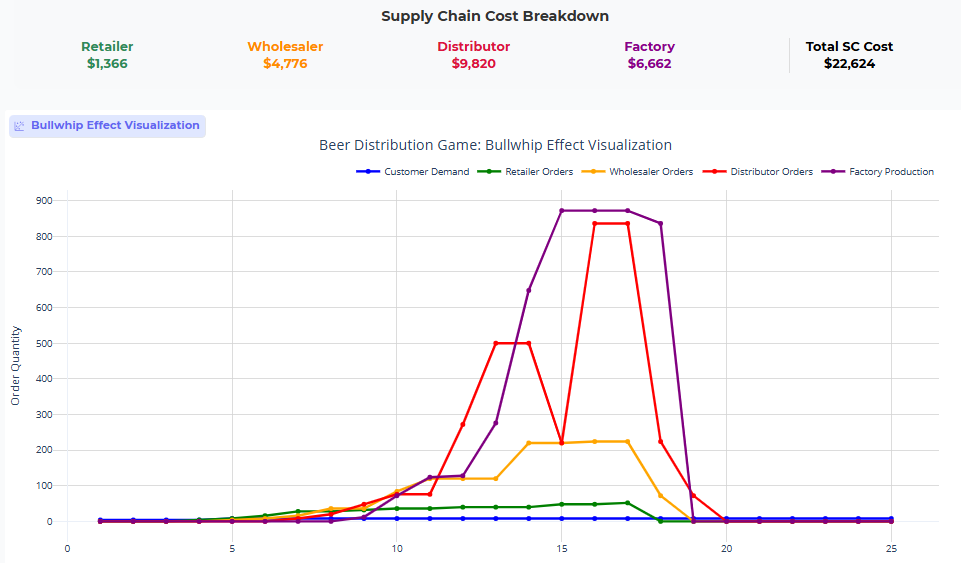 Supply Chain Cost Breakdown
Retailer Wholesaler Distributor Factory Total SC Cost
$1,366 $4,776 $9,820 $6,662 $22,624
Bullwhip Effect Visualization
Beer Distribution Game: Bullwhip Effect Visualization
Customer Demand Retailer Orders Wholesaler Orders Distributor Orders Factory Production
900
800
700
600
500
400
300
200
100
0
Order Quantity
0 5 10 15 20 25